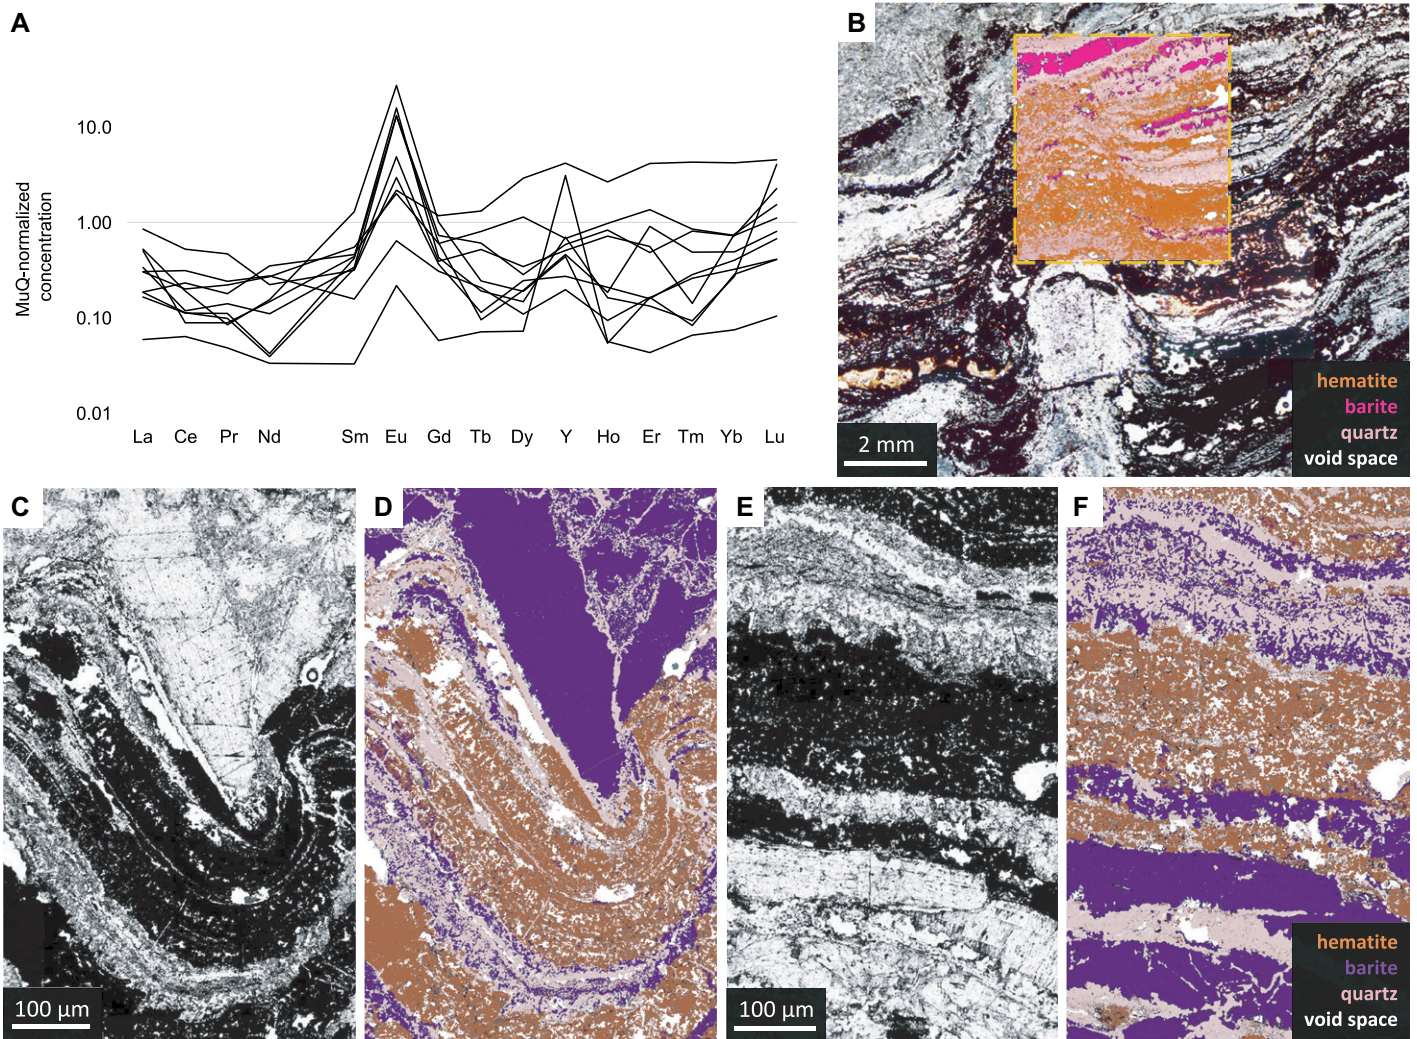 A
MuQ-normalized
concentration
10.0
1.00
0.10
0.01
La Ce Pr Nd Sm Eu Gd Tb Dy Y Ho Er Tm Yb Lu
B
2 mm
hematite
barite
quartz
void space
C
100 µm
D
E
100 µm
F
hematite
barite
quartz
void space